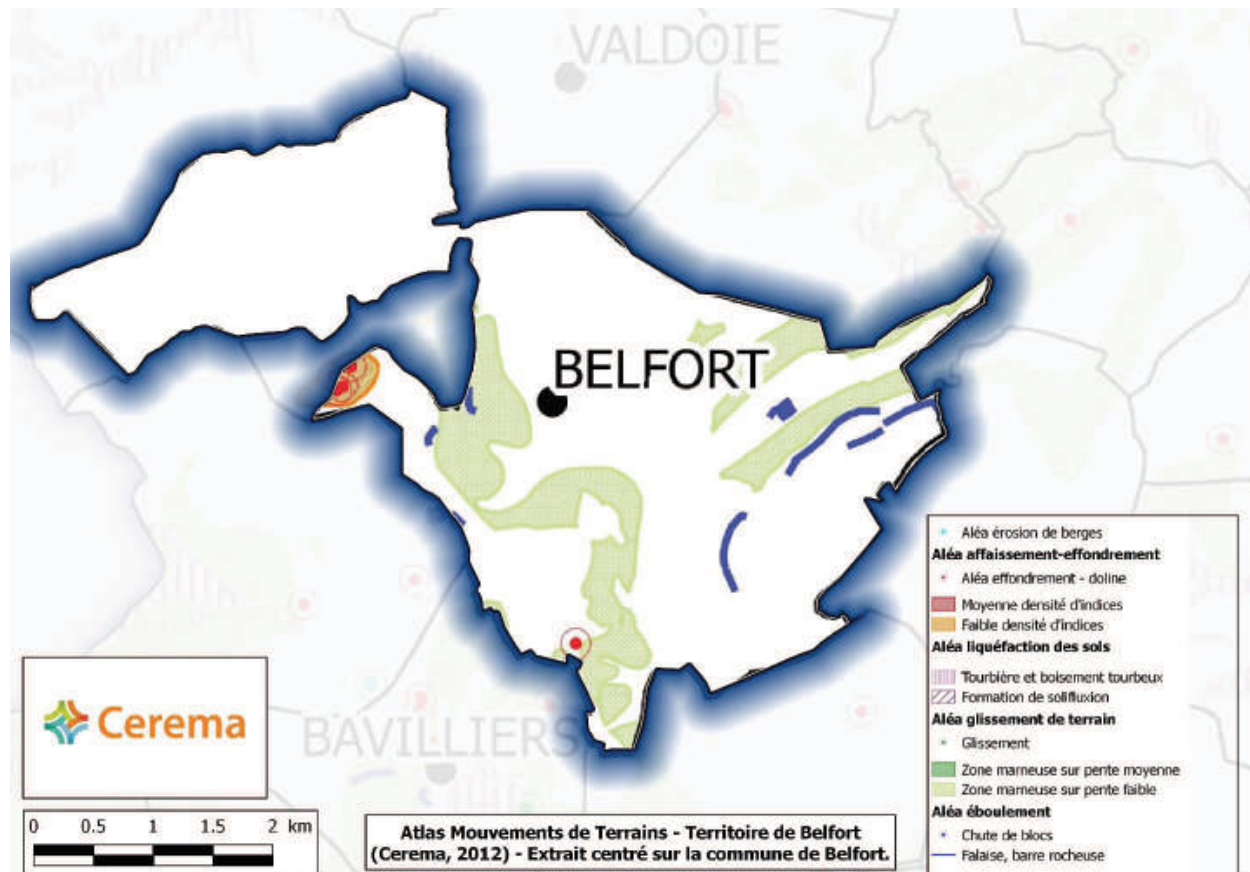 VALDOIE
BELFORT
BAVILLIERS
Cerema
0 0.5 1 1.5 2 km
Atlas Mouvements de Terrains - Territoire de Belfort
(Cerema, 2012) - Extrait centré sur la commune de Belfort.
Aléa érosion de berges
Aléa affaissement-effondrement
Aléa effondrement - doline
Moyenne densité d'indices
Faible densité d'indices
Aléa liquéfaction des sols
Tourbière et boisement tourbeux
Formation de solifluxion
Aléa glissement de terrain
Glissement
Zone marneuse sur pente moyenne
Zone marneuse sur pente faible
Aléa éboulement
Chute de blocs
Falaise, barre rocheuse